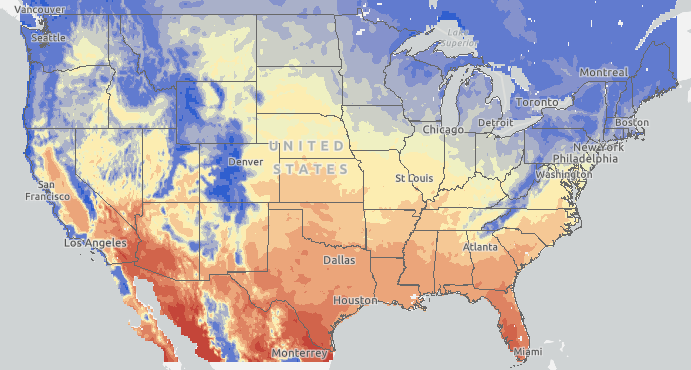 Vancouver
Seattle
Lake
Superior
Montreal
Toronto
Boston
Chicago
Detroit
New York
Philadelphia
UNITED
STATES
Denver
St Louis
Washington
San
Francisco
Los Angeles
Atlanta
Dallas
Houston
Monterrey
Miami